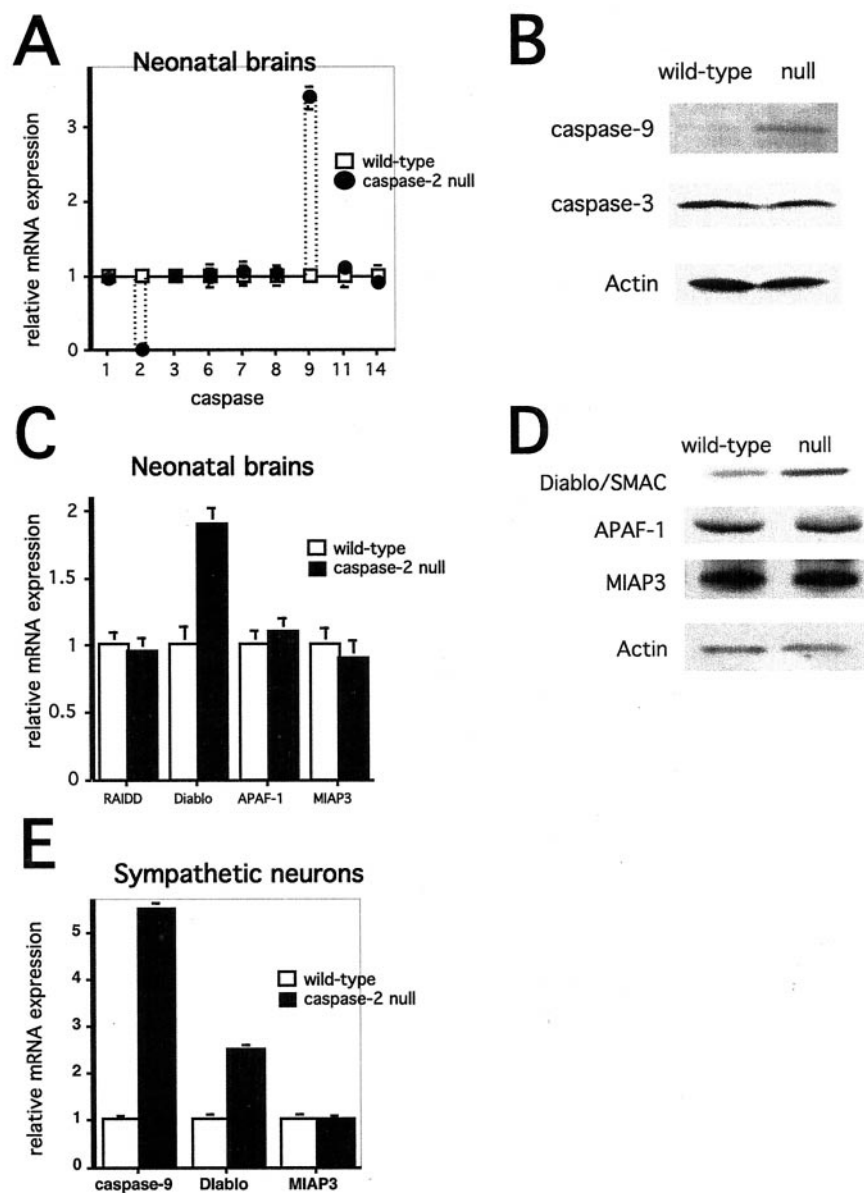 A
Neonatal brains
relative mRNA expression
3
2
1
0
wild-type
caspase-2 null
1 2 3 6 7 8 9 11 14
caspase
B
wild-type null
caspase-9
caspase-3
Actin
C
Neonatal brains
relative mRNA expression
2
1.5
1
0.5
0
wild-type
caspase-2 null
RAIDD Diablo APAF-1 MIAP3
D
wild-type null
Diablo/SMAC
APAF-1
MIAP3
Actin
E
Sympathetic neurons
relative mRNA expression
5
4
3
2
1
0
wild-type
caspase-2 null
caspase-9 DIablo MIAP3